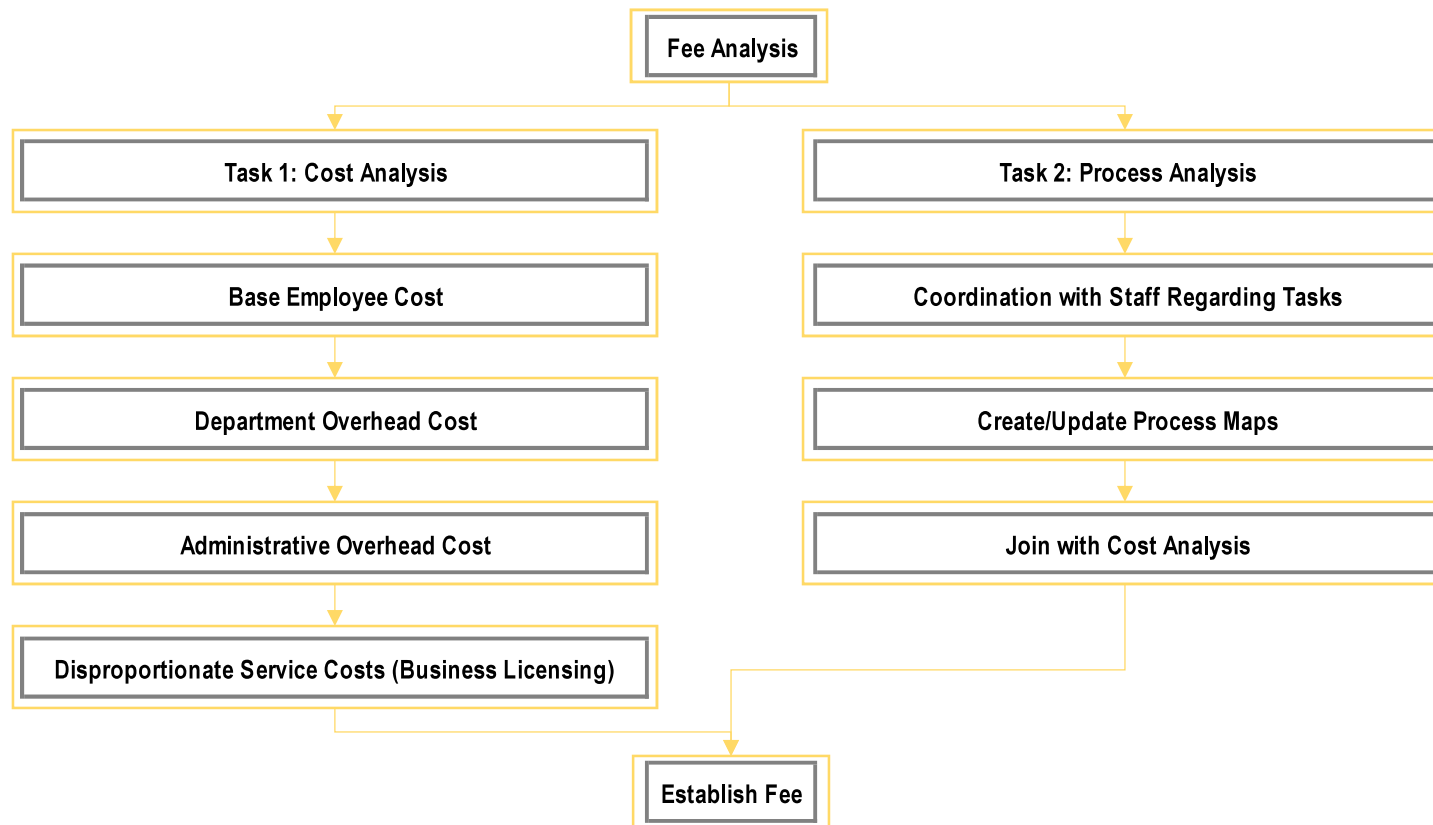 Fee Analysis
Task 1: Cost Analysis
Task 2: Process Analysis
Base Employee Cost
Coordination with Staff Regarding Tasks
Department Overhead Cost
Create/Update Process Maps
Administrative Overhead Cost
Join with Cost Analysis
Disproportionate Service Costs (Business Licensing)
Establish Fee